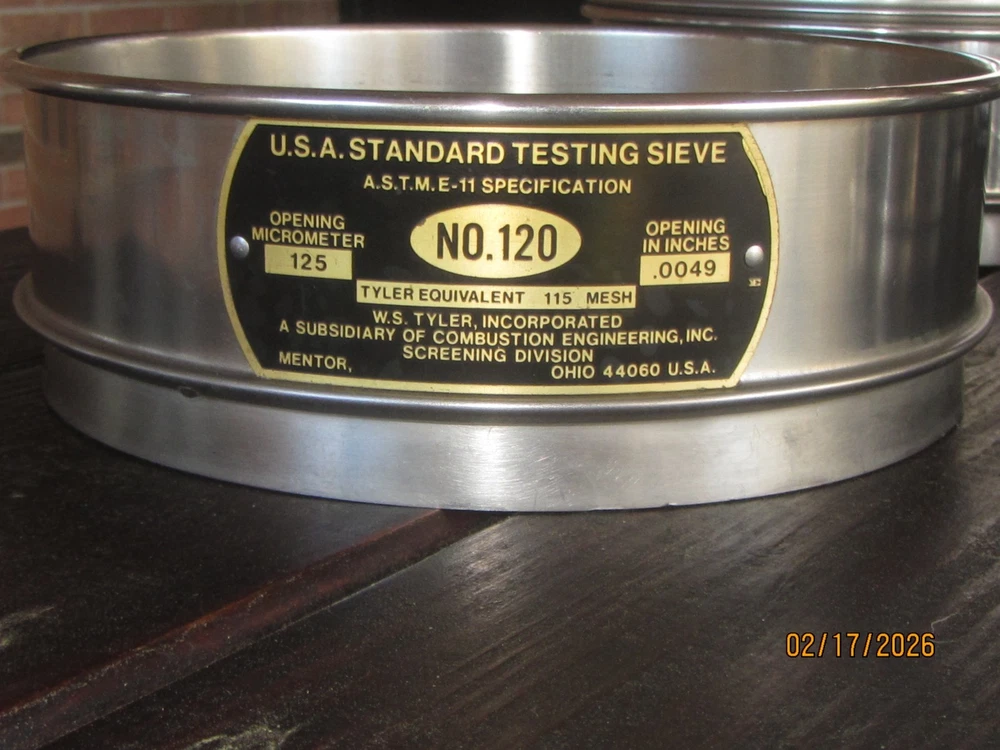 U.S.A. STANDARD TESTING SIEVE
A.S.T.M. E-11 SPECIFICATION
OPENING
MICROMETER
125
NO. 120
OPENING
IN INCHES
.0049
TYLER EQUIVALENT 115 MESH
W.S. TYLER, INCORPORATED
A SUBSIDIARY OF COMBUSTION ENGINEERING, INC.
SCREENING DIVISION
MENTOR, OHIO 44060 U.S.A.
02/17/2026